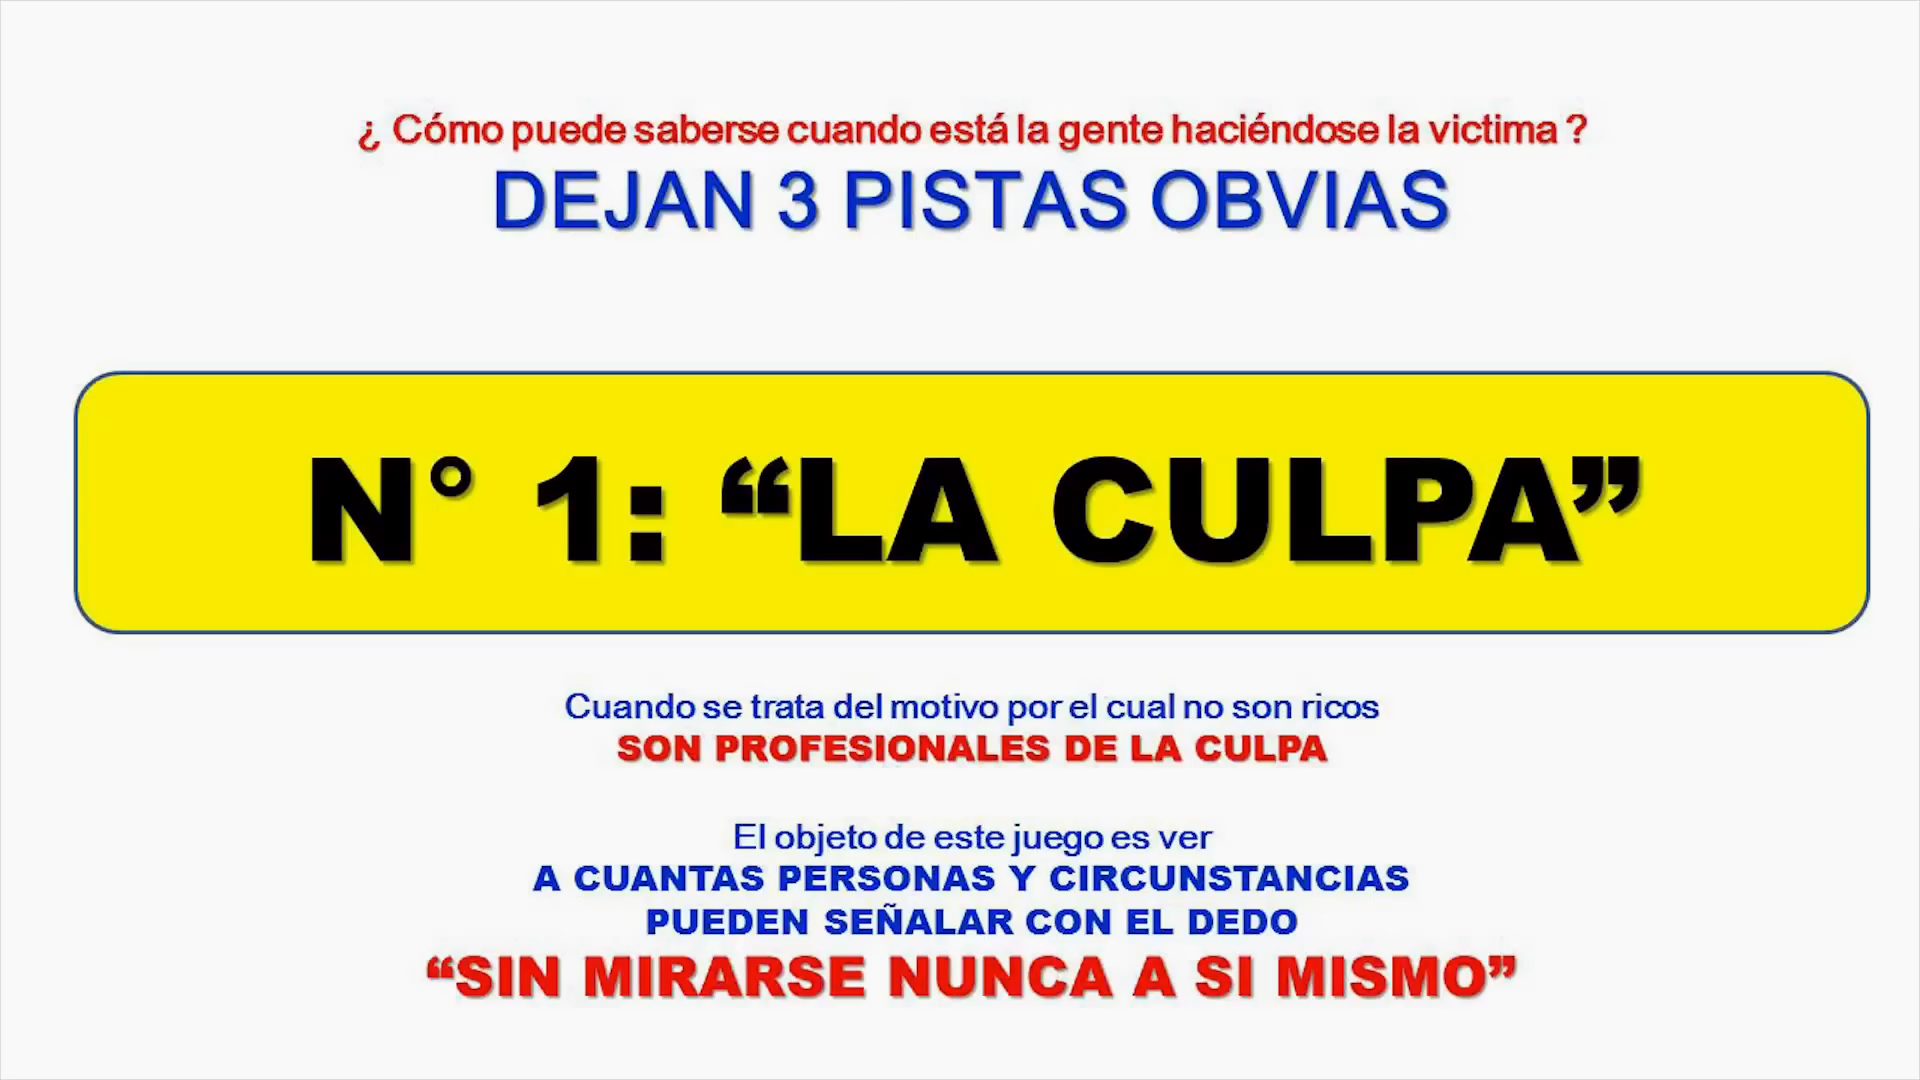 ¿ Cómo puede saberse cuando está la gente haciéndose la victima ?
DEJAN 3 PISTAS OBVIAS
N° 1: “LA CULPA”
Cuando se trata del motivo por el cual no son ricos
SON PROFESIONALES DE LA CULPA
El objeto de este juego es ver
A CUANTAS PERSONAS Y CIRCUNSTANCIAS
PUEDEN SEÑALAR CON EL DEDO
“SIN MIRARSE NUNCA A SI MISMO”